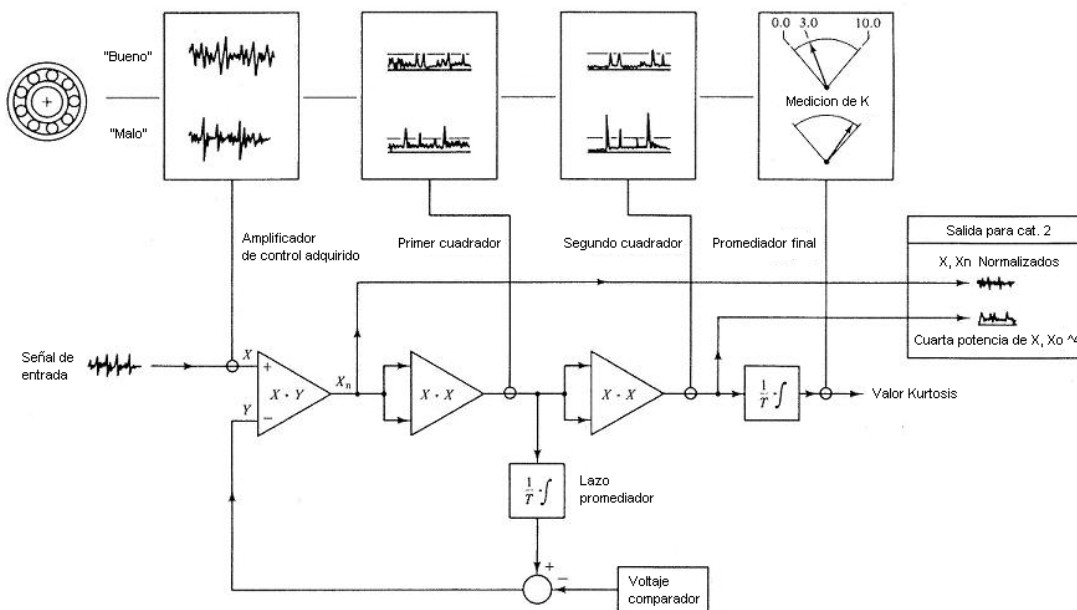 0.0 3.0 10.0
"Bueno"
"Malo"
Medicion de K
Amplificador
de control adquirido
Primer cuadrador
Segundo cuadrador
Promediador final
Salida para cat. 2
X, Xn Normalizados
Cuarta potencia de X, Xo ^4
Señal de
entrada
X
+
Y
−
X · Y
Xn
X · X
X · X
1/T · ∫
Valor Kurtosis
1/T · ∫
Lazo
promediador
+
−
Voltaje
comparador